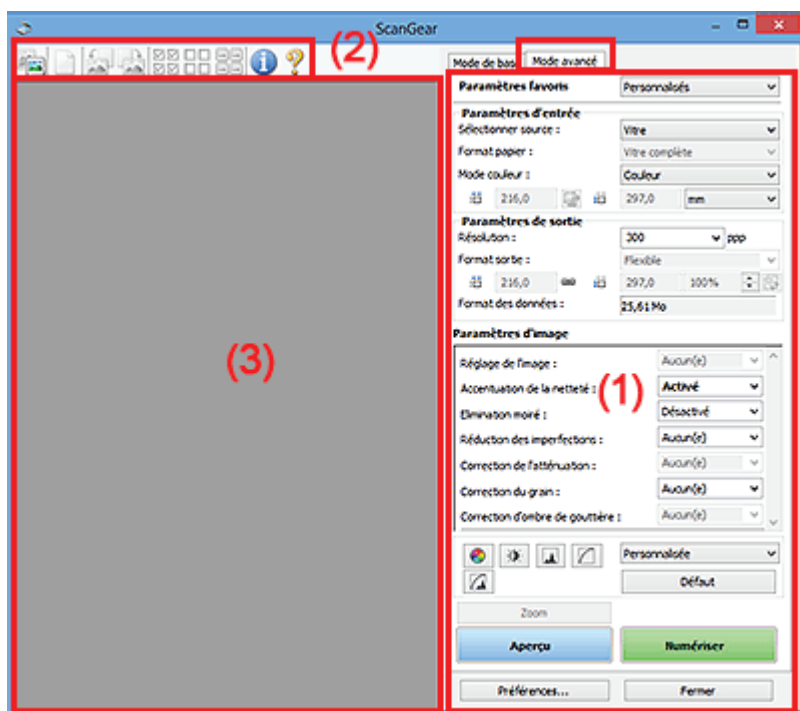 ScanGear
(2)
Mode de base Mode avancé
Paramètres favoris Personnalisés
Paramètres d'entrée
Sélectionner source : Vitre
Format papier : Vitre complète
Mode couleur : Couleur
216,0 297,0 mm
Paramètres de sortie
Résolution : 300 ppp
Format sortie : Flexible
216,0 297,0 100%
Format des données : 25,61 Mo
Paramètres d'image
(3)
(1)
Réglage de l'image : Aucun(e)
Accentuation de la netteté : Activé
Elimination moiré : Désactivé
Réduction des imperfections : Aucun(e)
Correction de l'atténuation : Aucun(e)
Correction du grain : Aucun(e)
Correction d'ombre de gouttière : Aucun(e)
Personnalisée
Défaut
Zoom
Aperçu Numériser
Préférences... Fermer